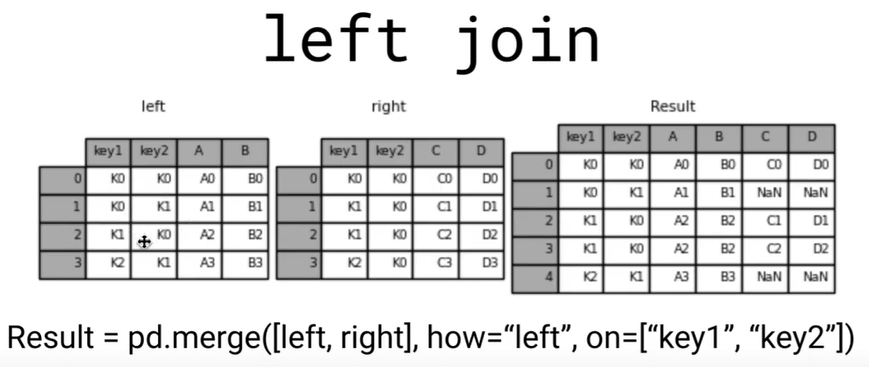 left join
left right Result
key1 key2 A B
0 K0 K0 A0 B0
1 K0 K1 A1 B1
2 K1 K0 A2 B2
3 K2 K1 A3 B3
key1 key2 C D
0 K0 K0 C0 D0
1 K1 K0 C1 D1
2 K1 K0 C2 D2
3 K2 K0 C3 D3
key1 key2 A B C D
0 K0 K0 A0 B0 C0 D0
1 K0 K1 A1 B1 NaN NaN
2 K1 K0 A2 B2 C1 D1
3 K1 K0 A2 B2 C2 D2
4 K2 K1 A3 B3 NaN NaN
Result = pd.merge([left, right], how=“left”, on=[“key1”, “key2”])